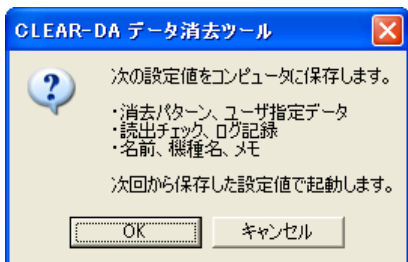 CLEAR-DA データ消去ツール
次の設定値をコンピュータに保存します。
・消去パターン、ユーザ指定データ
・読出チェック、ログ記録
・名前、機種名、メモ
次回から保存した設定値で起動します。
OK
キャンセル